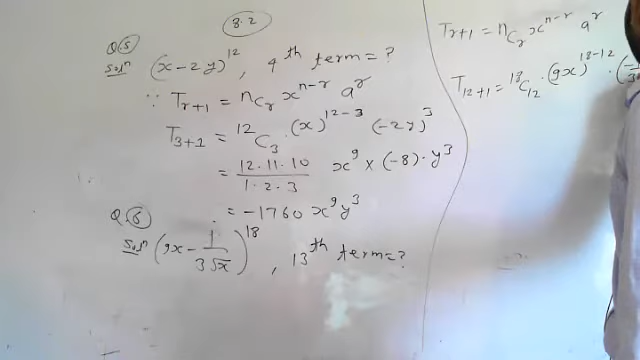 8.2
Q.5
Solⁿ (x-2y)¹², 4ᵗʰ term=?
∵ Tr+1 = nCr xⁿ⁻ʳ aʳ
T3+1 = ¹²C3 ·(x)¹²⁻³ (-2y)³
= 12·11·10 / 1·2·3 x⁹ × (-8)·y³
= -1760 x⁹y³
Q.6
Solⁿ (9x - 1/3√x)¹⁸, 13ᵗʰ term=?
Tr+1 = nCr xⁿ⁻ʳ aʳ
T12+1 = ¹⁸C12 ·(9x)¹⁸⁻¹² ·(